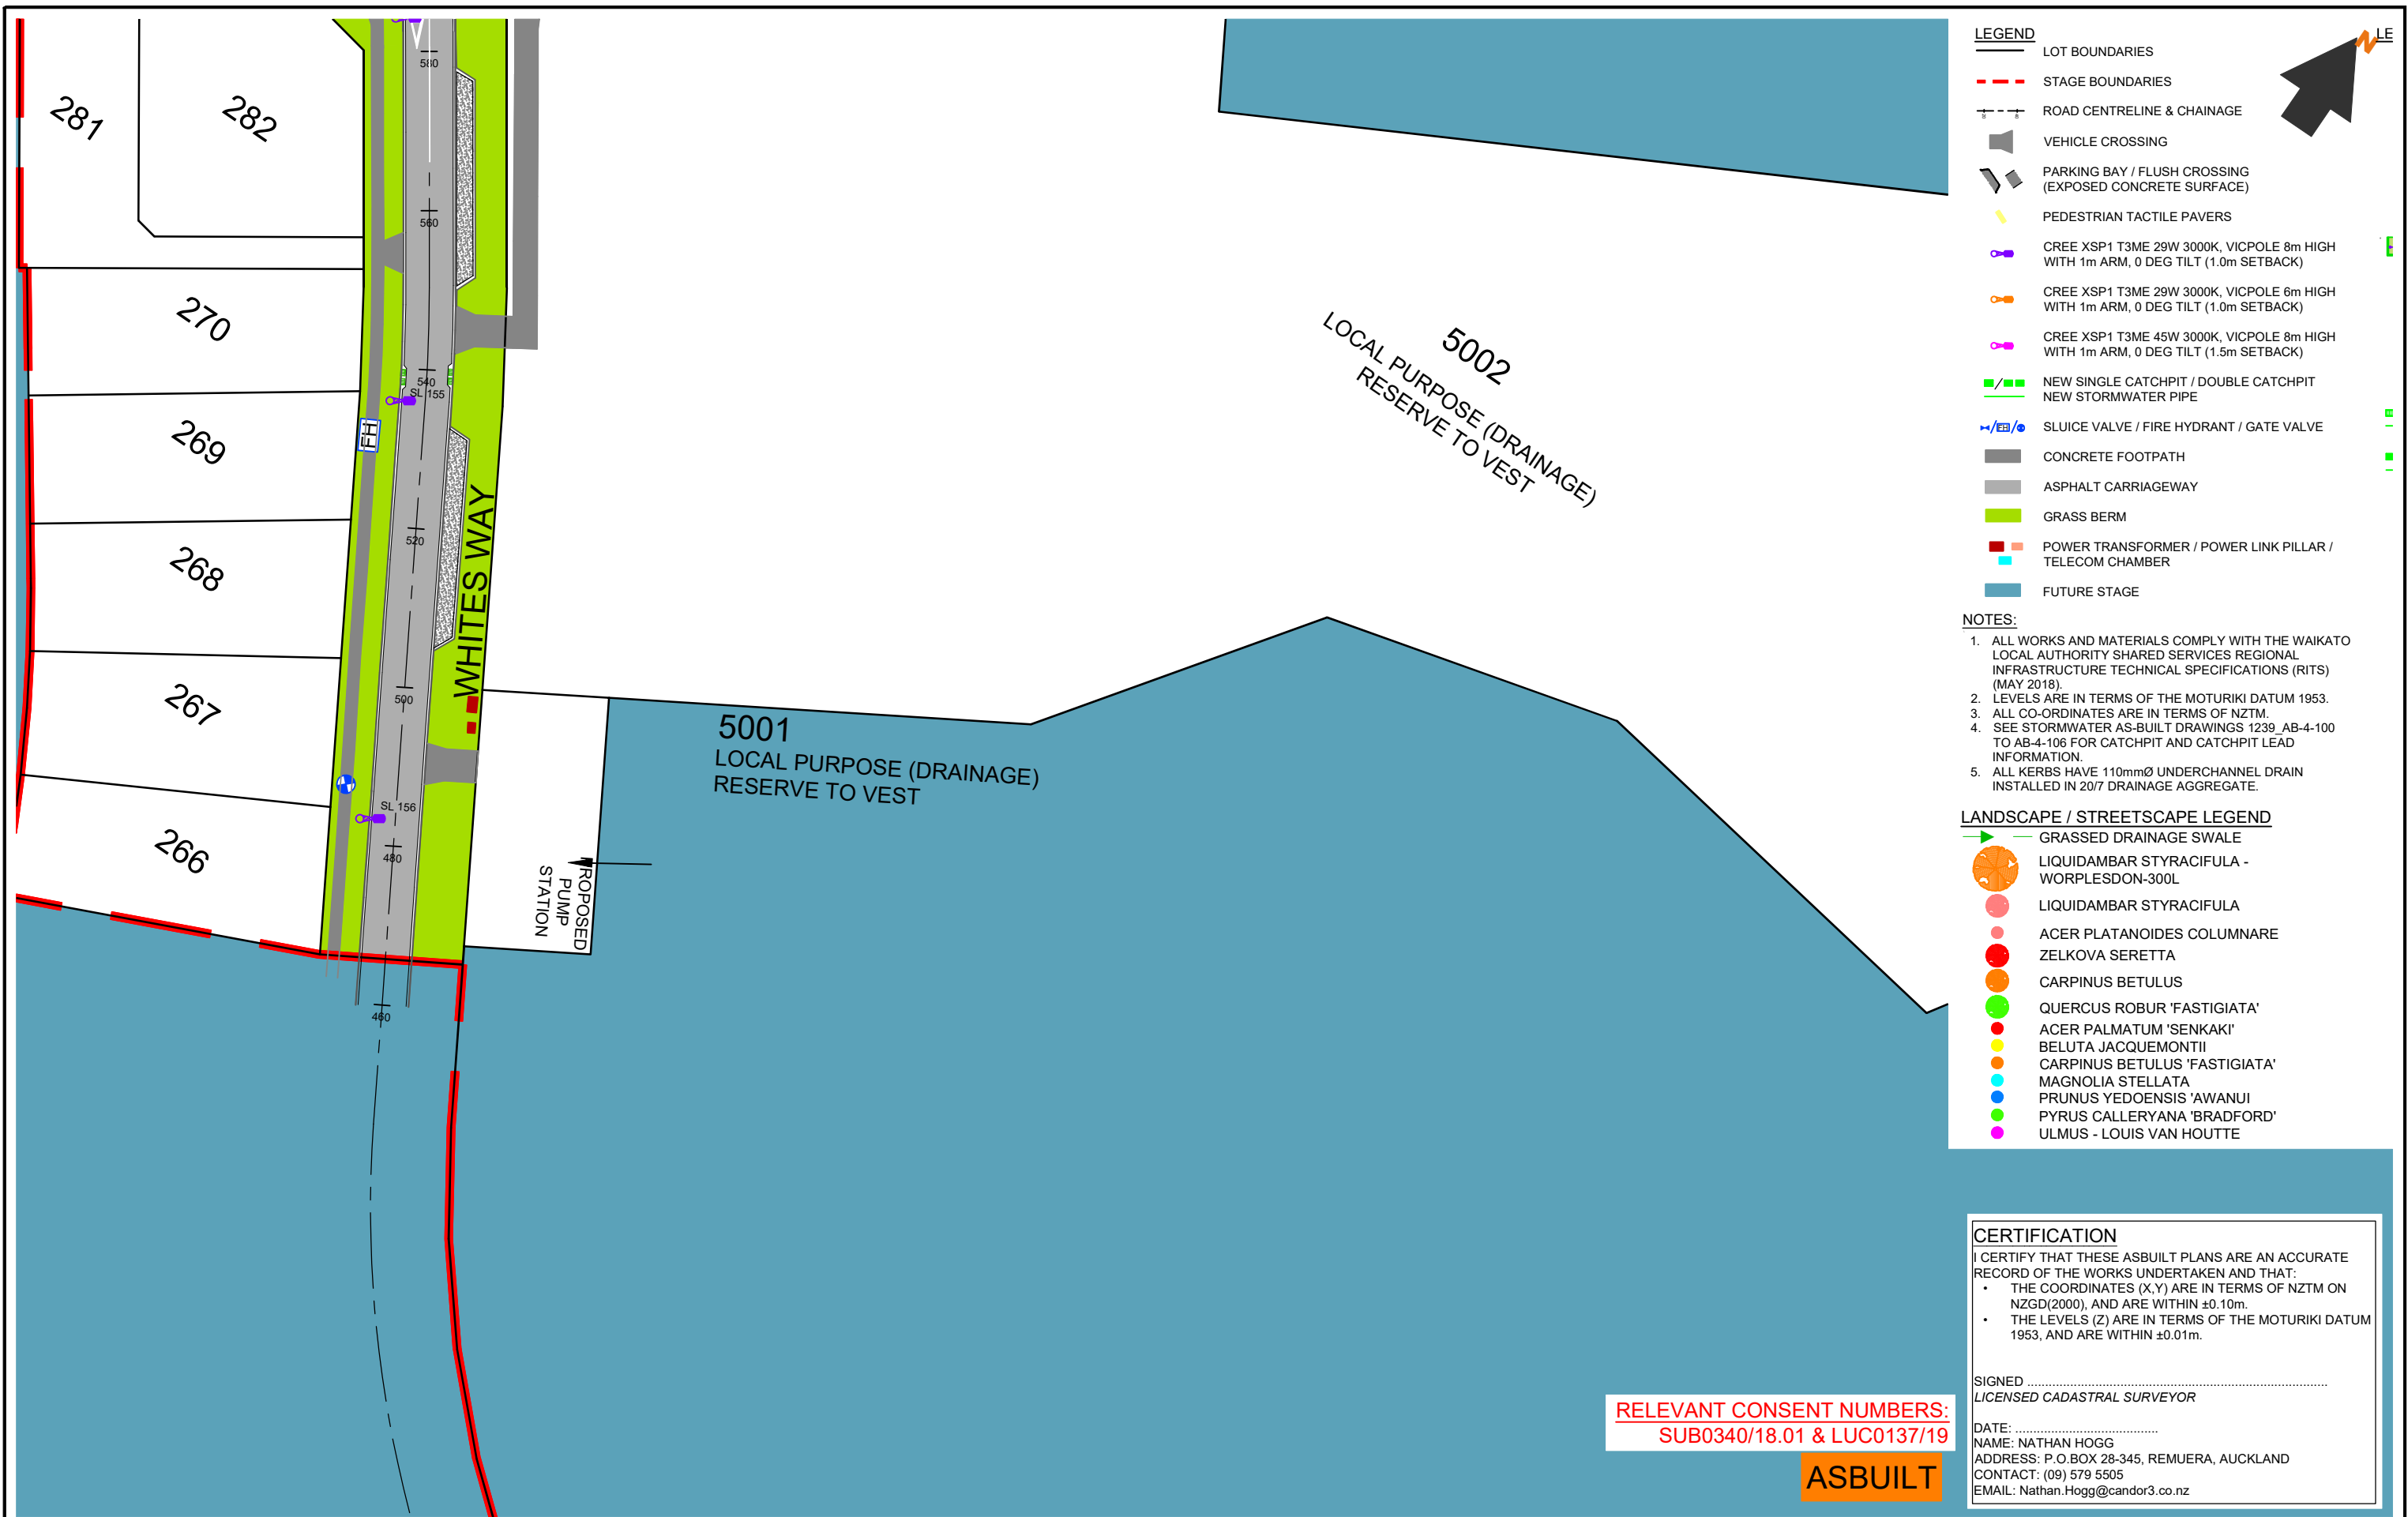 281
282
270
269
268
267
266
580
560
540
SL 155
FH
520
500
SL 156
480
460
WHITES WAY
5002
LOCAL PURPOSE (DRAINAGE)
RESERVE TO VEST
5001
LOCAL PURPOSE (DRAINAGE)
RESERVE TO VEST
ROPOSED
PUMP
STATION
LEGEND
LOT BOUNDARIES
STAGE BOUNDARIES
ROAD CENTRELINE & CHAINAGE
VEHICLE CROSSING
PARKING BAY / FLUSH CROSSING
(EXPOSED CONCRETE SURFACE)
PEDESTRIAN TACTILE PAVERS
CREE XSP1 T3ME 29W 3000K, VICPOLE 8m HIGH
WITH 1m ARM, 0 DEG TILT (1.0m SETBACK)
CREE XSP1 T3ME 29W 3000K, VICPOLE 6m HIGH
WITH 1m ARM, 0 DEG TILT (1.0m SETBACK)
CREE XSP1 T3ME 45W 3000K, VICPOLE 8m HIGH
WITH 1m ARM, 0 DEG TILT (1.5m SETBACK)
NEW SINGLE CATCHPIT / DOUBLE CATCHPIT
NEW STORMWATER PIPE
SLUICE VALVE / FIRE HYDRANT / GATE VALVE
CONCRETE FOOTPATH
ASPHALT CARRIAGEWAY
GRASS BERM
POWER TRANSFORMER / POWER LINK PILLAR /
TELECOM CHAMBER
FUTURE STAGE
N
LE
NOTES:
1. ALL WORKS AND MATERIALS COMPLY WITH THE WAIKATO
LOCAL AUTHORITY SHARED SERVICES REGIONAL
INFRASTRUCTURE TECHNICAL SPECIFICATIONS (RITS)
(MAY 2018).
2. LEVELS ARE IN TERMS OF THE MOTURIKI DATUM 1953.
3. ALL CO-ORDINATES ARE IN TERMS OF NZTM.
4. SEE STORMWATER AS-BUILT DRAWINGS 1239_AB-4-100
TO AB-4-106 FOR CATCHPIT AND CATCHPIT LEAD
INFORMATION.
5. ALL KERBS HAVE 110mmØ UNDERCHANNEL DRAIN
INSTALLED IN 20/7 DRAINAGE AGGREGATE.
LANDSCAPE / STREETSCAPE LEGEND
GRASSED DRAINAGE SWALE
LIQUIDAMBAR STYRACIFULA -
WORPLESDON-300L
LIQUIDAMBAR STYRACIFULA
ACER PLATANOIDES COLUMNARE
ZELKOVA SERETTA
CARPINUS BETULUS
QUERCUS ROBUR 'FASTIGIATA'
ACER PALMATUM 'SENKAKI'
BELUTA JACQUEMONTII
CARPINUS BETULUS 'FASTIGIATA'
MAGNOLIA STELLATA
PRUNUS YEDOENSIS 'AWANUI
PYRUS CALLERYANA 'BRADFORD'
ULMUS - LOUIS VAN HOUTTE
CERTIFICATION
I CERTIFY THAT THESE ASBUILT PLANS ARE AN ACCURATE
RECORD OF THE WORKS UNDERTAKEN AND THAT:
• THE COORDINATES (X,Y) ARE IN TERMS OF NZTM ON
NZGD(2000), AND ARE WITHIN ±0.10m.
• THE LEVELS (Z) ARE IN TERMS OF THE MOTURIKI DATUM
1953, AND ARE WITHIN ±0.01m.
SIGNED ....................................................................................
LICENSED CADASTRAL SURVEYOR
DATE: .......................................
NAME: NATHAN HOGG
ADDRESS: P.O.BOX 28-345, REMUERA, AUCKLAND
CONTACT: (09) 579 5505
EMAIL: Nathan.Hogg@candor3.co.nz
RELEVANT CONSENT NUMBERS:
SUB0340/18.01 & LUC0137/19
ASBUILT